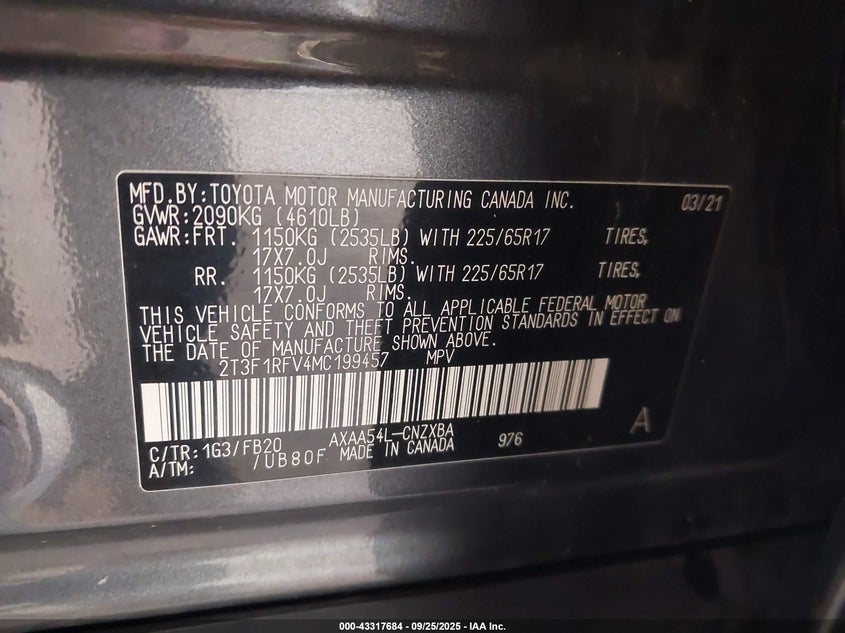 MFD.BY:TOYOTA MOTOR MANUFACTURING CANADA INC. 03/21
GVWR:2090KG (4610LB)
GAWR:FRT. 1150KG (2535LB) WITH 225/65R17 TIRES,
17X7.0J RIMS.
RR. 1150KG (2535LB) WITH 225/65R17 TIRES,
17X7.0J RIMS.
THIS VEHICLE CONFORMS TO ALL APPLICABLE FEDERAL MOTOR
VEHICLE SAFETY AND THEFT PREVENTION STANDARDS IN EFFECT ON
THE DATE OF MANUFACTURE SHOWN ABOVE.
2T3F1RFV4MC199457 MPV
C/TR:1G3/FB20 AXAA54L-CNZXBA 976 A
A/TM: /UB80F MADE IN CANADA
000-43317684 - 09/25/2025 - IAA Inc.